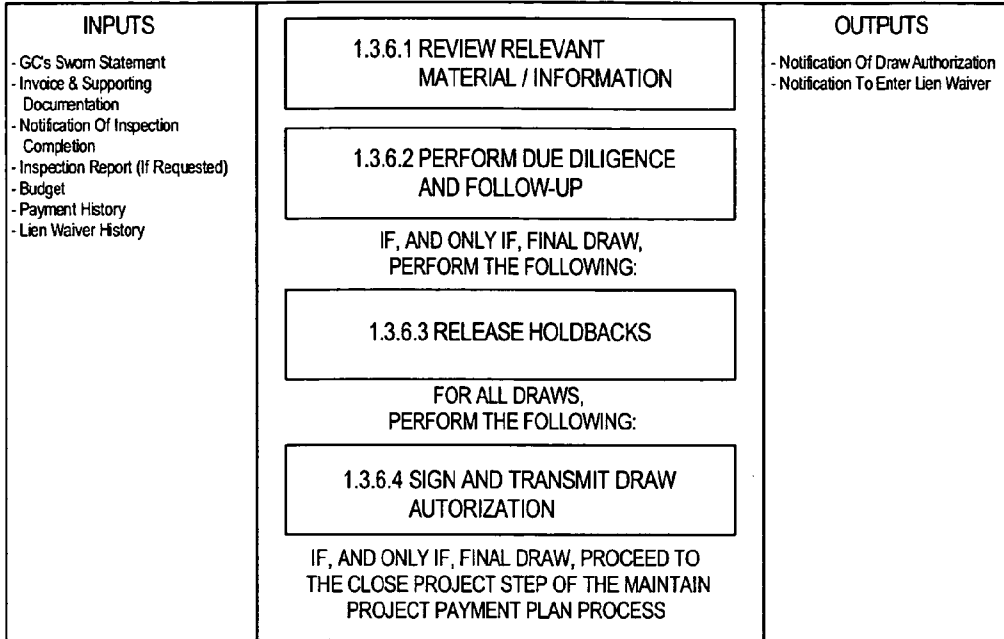 INPUTS
- GC's Sworn Statement
- Invoice & Supporting
Documentation
- Notification Of Inspection
Completion
- Inspection Report (If Requested)
- Budget
- Payment History
- Lien Waiver History
1.3.6.1 REVIEW RELEVANT
MATERIAL / INFORMATION
1.3.6.2 PERFORM DUE DILIGENCE
AND FOLLOW-UP
IF, AND ONLY IF, FINAL DRAW,
PERFORM THE FOLLOWING:
1.3.6.3 RELEASE HOLDBACKS
FOR ALL DRAWS,
PERFORM THE FOLLOWING:
1.3.6.4 SIGN AND TRANSMIT DRAW
AUTORIZATION
IF, AND ONLY IF, FINAL DRAW, PROCEED TO
THE CLOSE PROJECT STEP OF THE MAINTAIN
PROJECT PAYMENT PLAN PROCESS
OUTPUTS
- Notification Of Draw Authorization
- Notification To Enter Lien Waiver